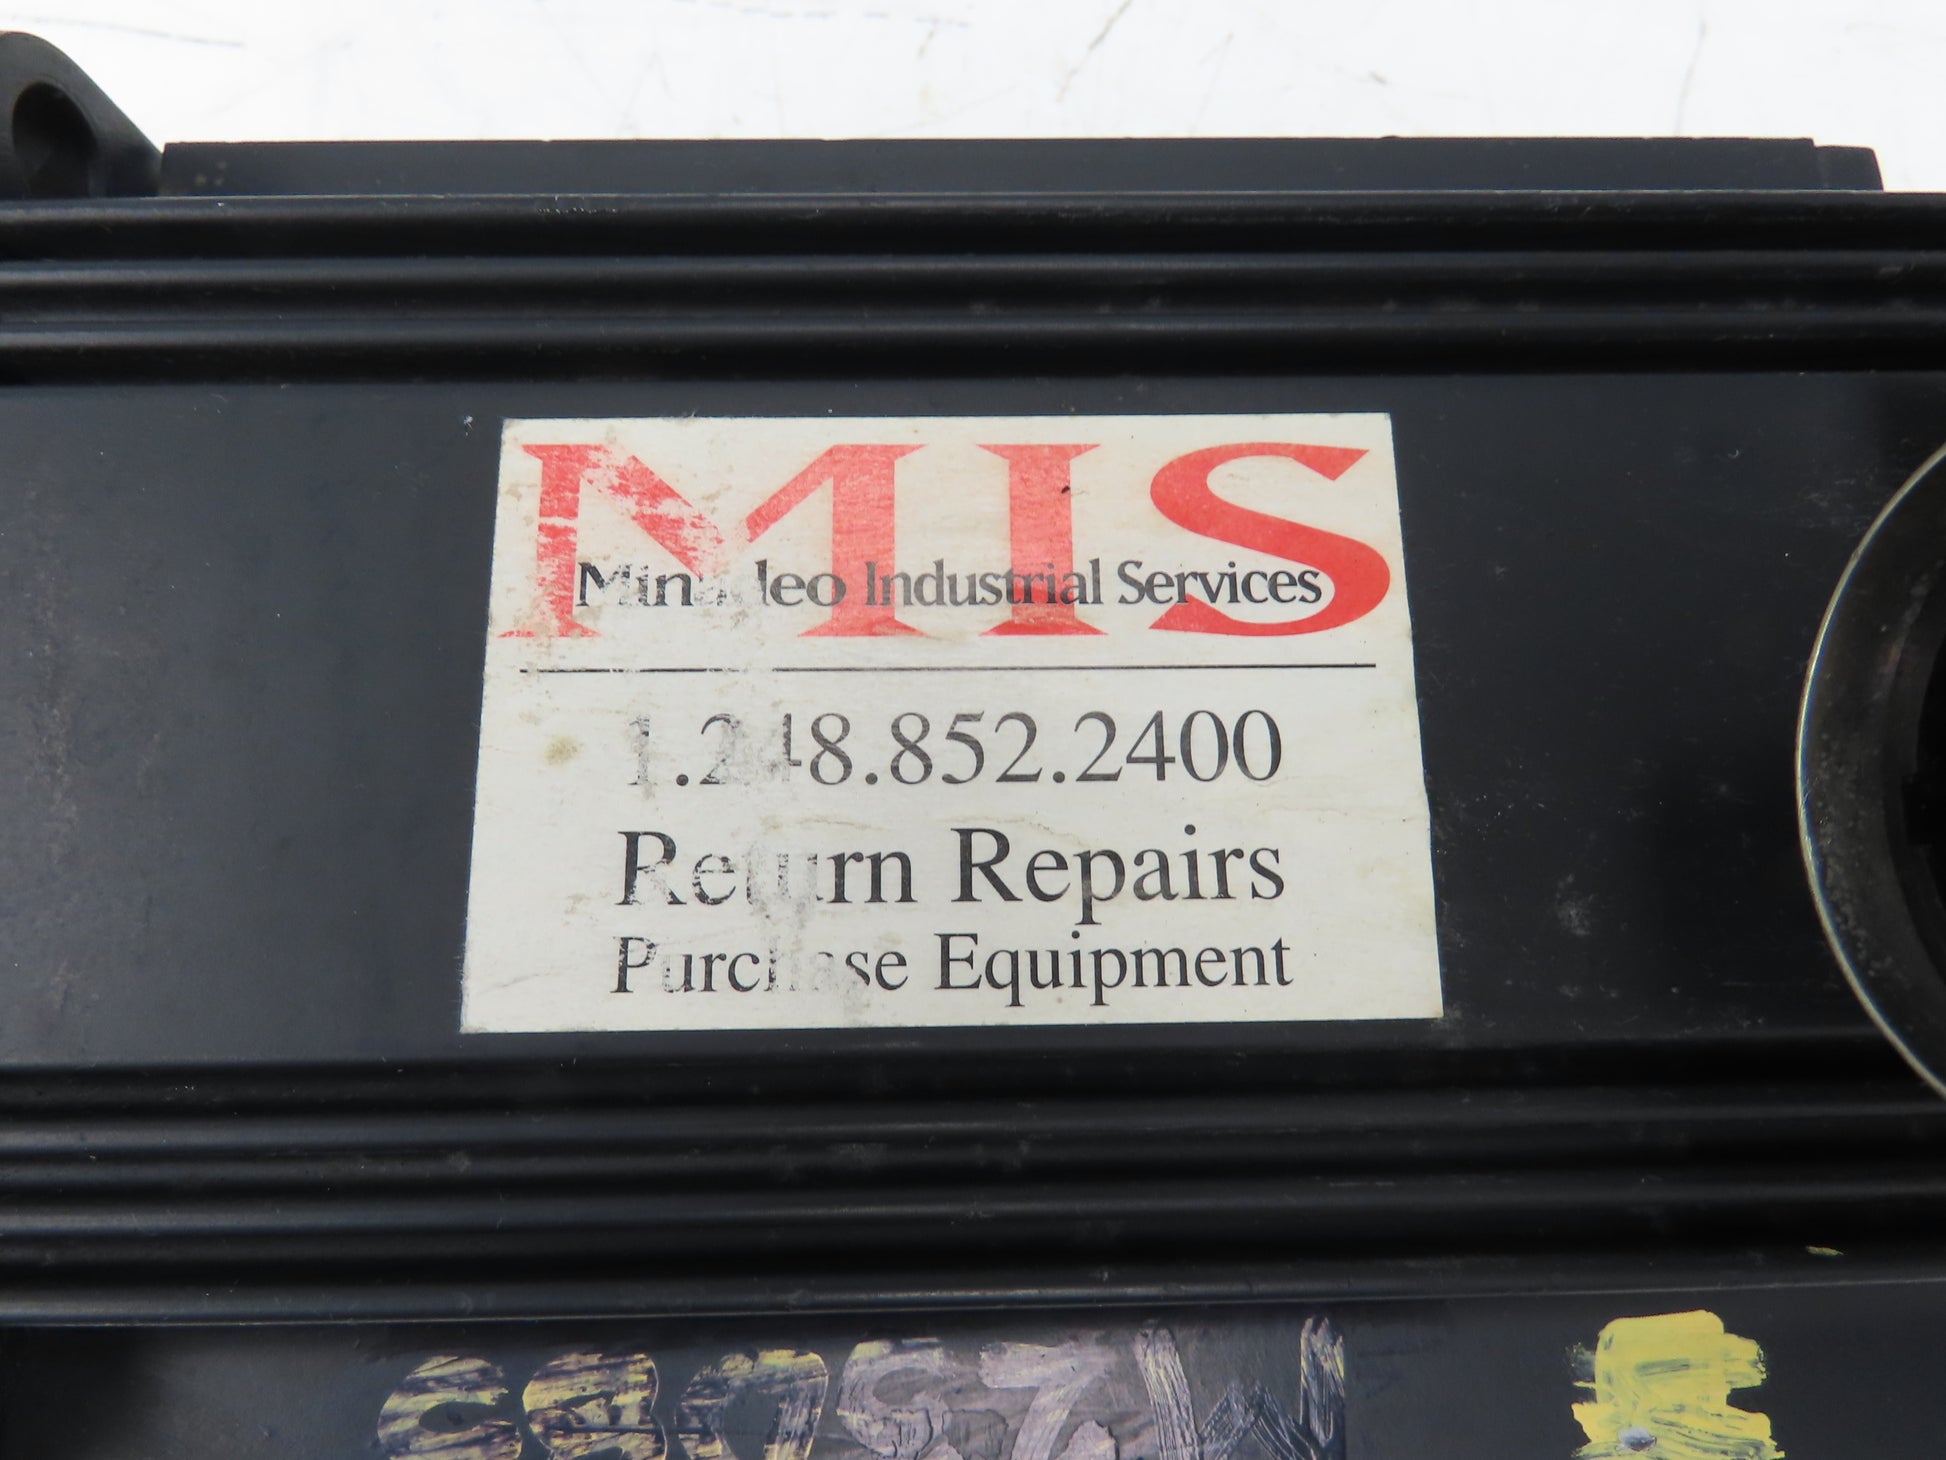 MIS
Industrial Services
1.248.852.2400
Return Repairs
Purchase Equipment